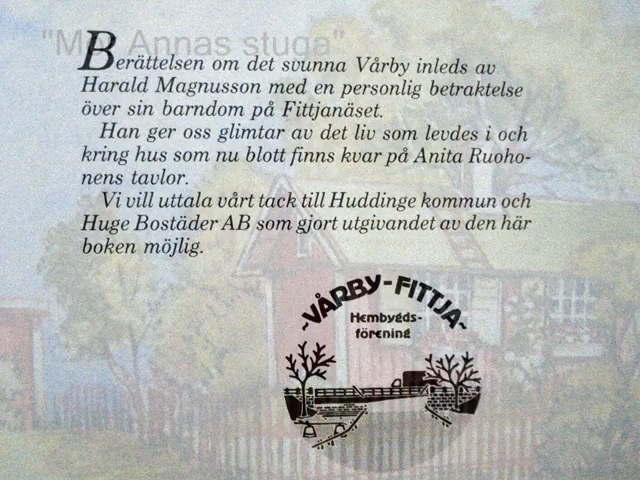 "Mor Annas stuga"
Berättelsen om det svunna Vårby inleds av
Harald Magnusson med en personlig betraktelse
över sin barndom på Fittjanäset.
Han ger oss glimtar av det liv som levdes i och
kring hus som nu blott finns kvar på Anita Ruoho-
nens tavlor.
Vi vill uttala vårt tack till Huddinge kommun och
Huge Bostäder AB som gjort utgivandet av den här
boken möjlig.
~VÅRBY-FITTJA~
Hembygds-
förening